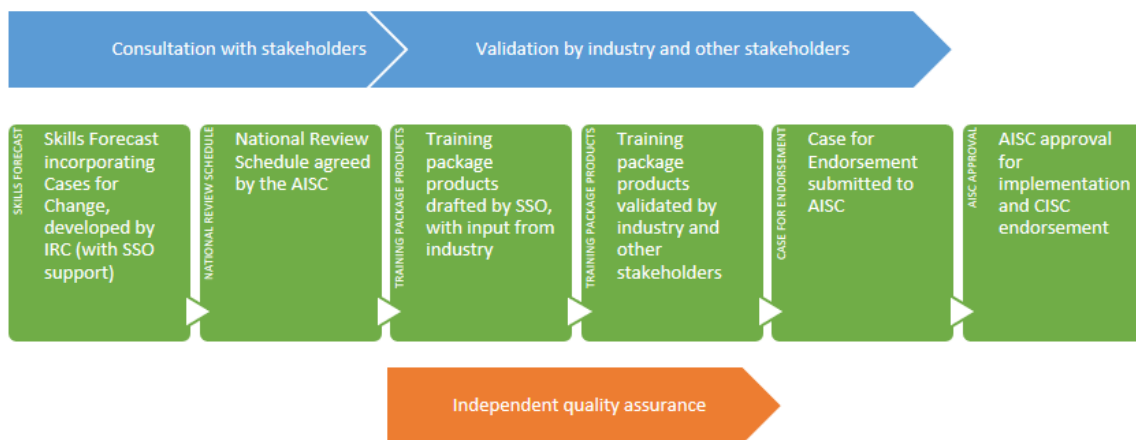 Consultation with stakeholders
Validation by industry and other stakeholders
SKILLS FORECAST
Skills Forecast
incorporating
Cases for
Change,
developed by
IRC (with SSO
support)
NATIONAL REVIEW SCHEDULE
National Review
Schedule agreed
by the AISC
TRAINING PACKAGE PRODUCTS
Training
package
products
drafted by SSO,
with input from
industry
TRAINING PACKAGE PRODUCTS
Training
package
products
validated by
industry and
other
stakeholders
CASE FOR ENDORSEMENT
Case for
Endorsement
submitted to
AISC
AISC APPROVAL
AISC approval
for
implementation
and CISC
endorsement
Independent quality assurance